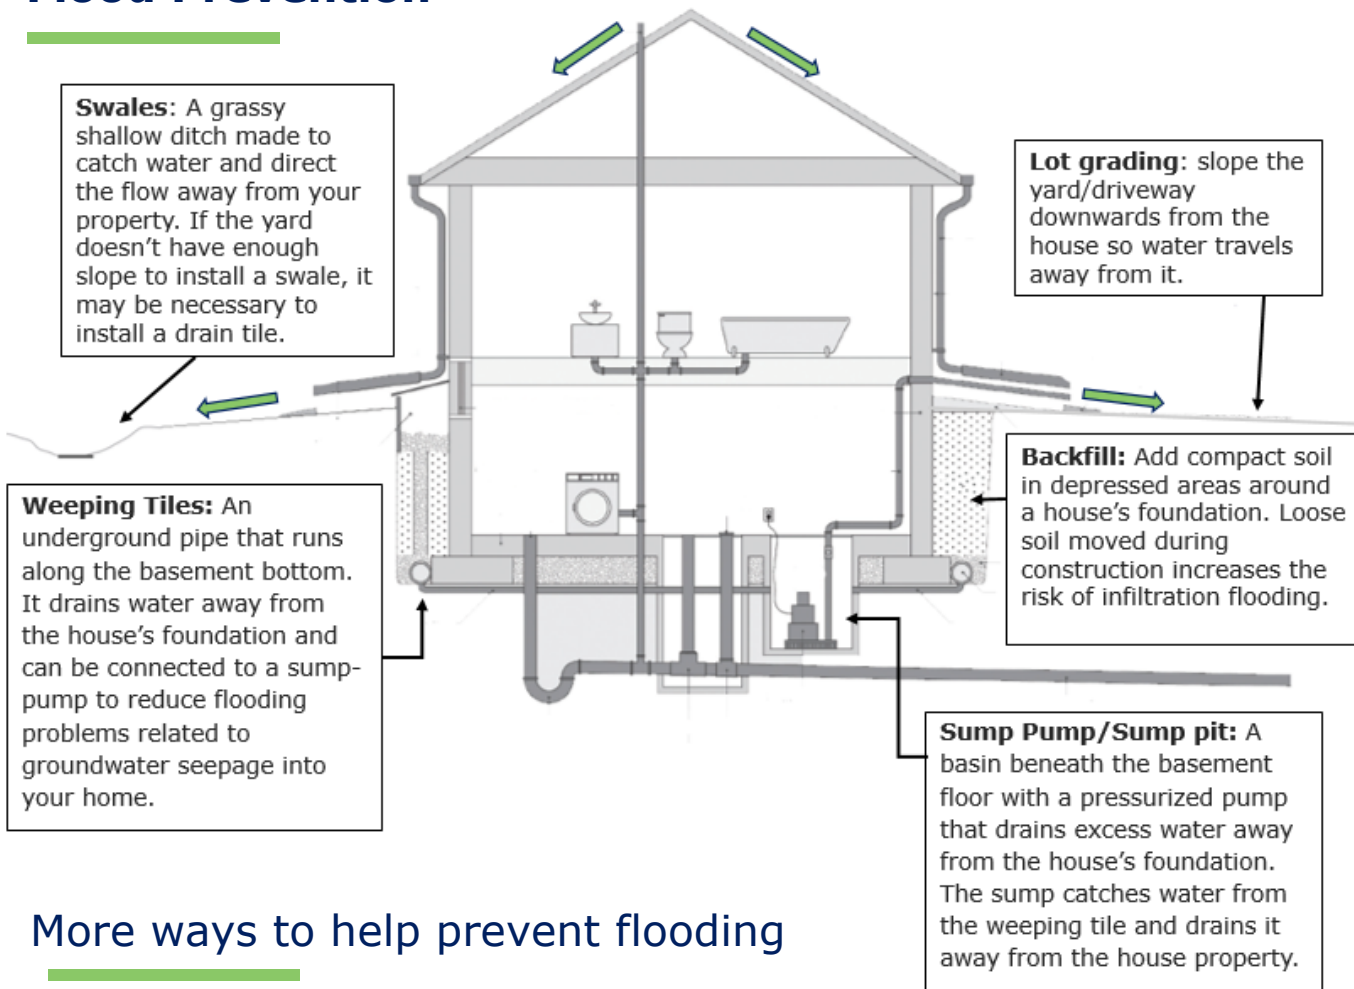 Flood Prevention
Swales: A grassy
shallow ditch made to
catch water and direct
the flow away from your
property. If the yard
doesn’t have enough
slope to install a swale, it
may be necessary to
install a drain tile.
Lot grading: slope the
yard/driveway
downwards from the
house so water travels
away from it.
Backfill: Add compact soil
in depressed areas around
a house’s foundation. Loose
soil moved during
construction increases the
risk of infiltration flooding.
Weeping Tiles: An
underground pipe that runs
along the basement bottom.
It drains water away from
the house’s foundation and
can be connected to a sump-
pump to reduce flooding
problems related to
groundwater seepage into
your home.
Sump Pump/Sump pit: A
basin beneath the basement
floor with a pressurized pump
that drains excess water away
from the house’s foundation.
The sump catches water from
the weeping tile and drains it
away from the house property.
More ways to help prevent flooding